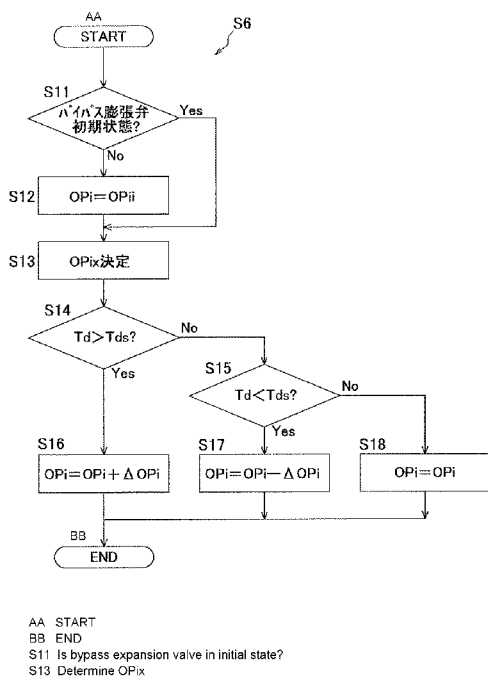 AA
START
S6
S11
バイパス膨張弁
初期状態?
Yes
No
S12
OPi=OPii
S13
OPix決定
S14
Td>Tds?
No
Yes
S15
Td<Tds?
No
Yes
S16
OPi=OPi+ΔOPi
S17
OPi=OPi-ΔOPi
S18
OPi=OPi
BB
END
AA START
BB END
S11 Is bypass expansion valve in initial state?
S13 Determine OPix